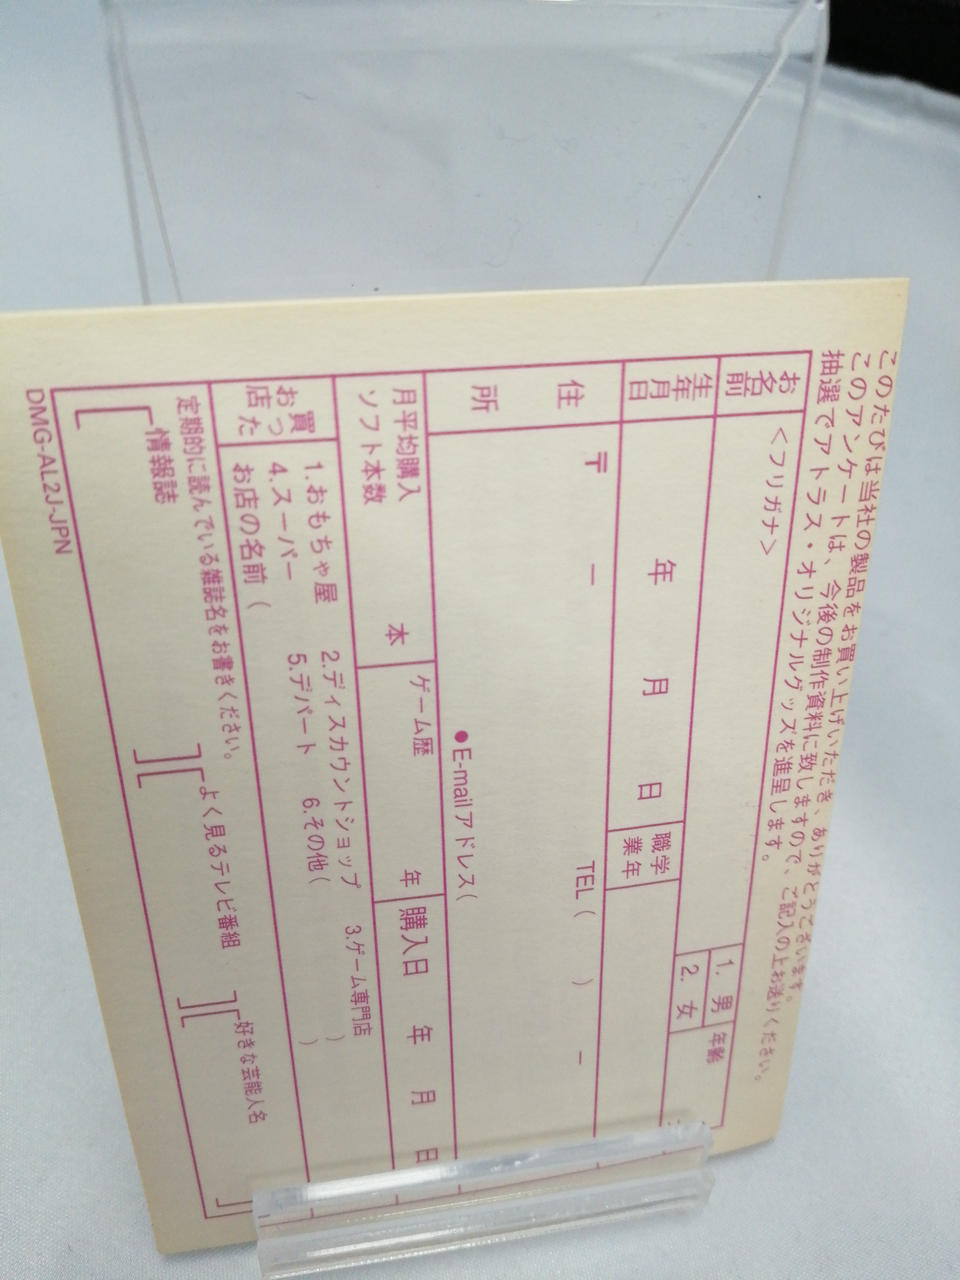 このたびは当社の製品をお買い上げいただき、ありがとうございます。
このアンケートは、今後の制作資料に致しますので、ご記入の上お送りください。
抽選でアトラス・オリジナルグッズを進呈します。
お名前
<フリガナ>
1. 男
2. 女
年齢
生年月日
年 月 日
職業
学年
住所
〒 －
TEL( ) －
●E-mailアドレス(
月平均購入ソフト本数
本
ゲーム歴
年
購入日
年 月 日
お買った店
1.おもちゃ屋 2.ディスカウントショップ 3.ゲーム専門店
4.スーパー 5.デパート 6.その他( )
お店の名前( )
定期的に読んでいる雑誌名をお書きください。
情報誌
よく見るテレビ番組
好きな芸能人名
DMG-AL2J-JPN